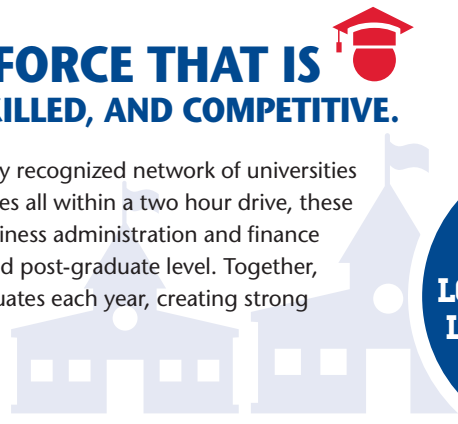 FORCE THAT IS
KILLED, AND COMPETITIVE.
y recognized network of universities
es all within a two hour drive, these
iness administration and finance
d post-graduate level. Together,
uates each year, creating strong
L